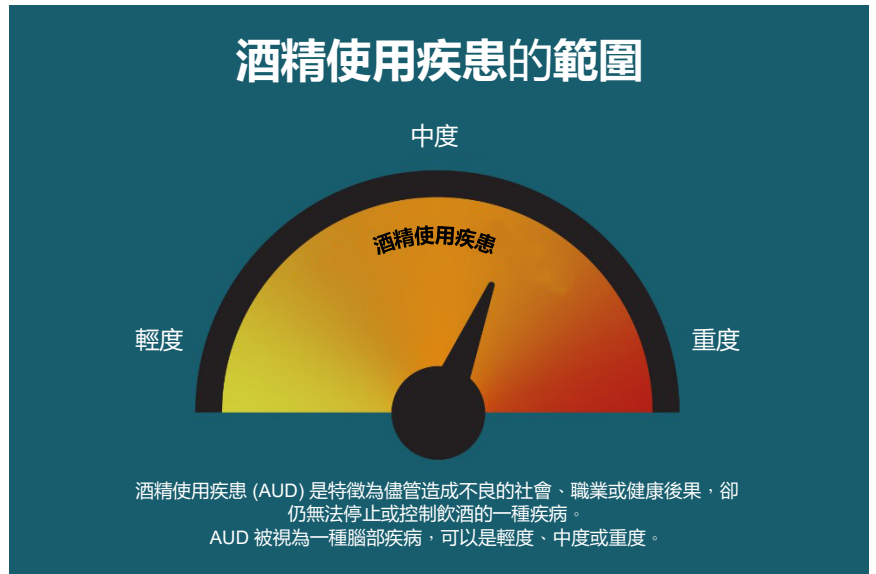 酒精使用疾患的範圍
中度
酒精使用疾患
輕度
重度
酒精使用疾患 (AUD) 是特徵為儘管造成不良的社會、職業或健康後果，卻
仍無法停止或控制飲酒的一種疾病。
AUD 被視為一種腦部疾病，可以是輕度、中度或重度。